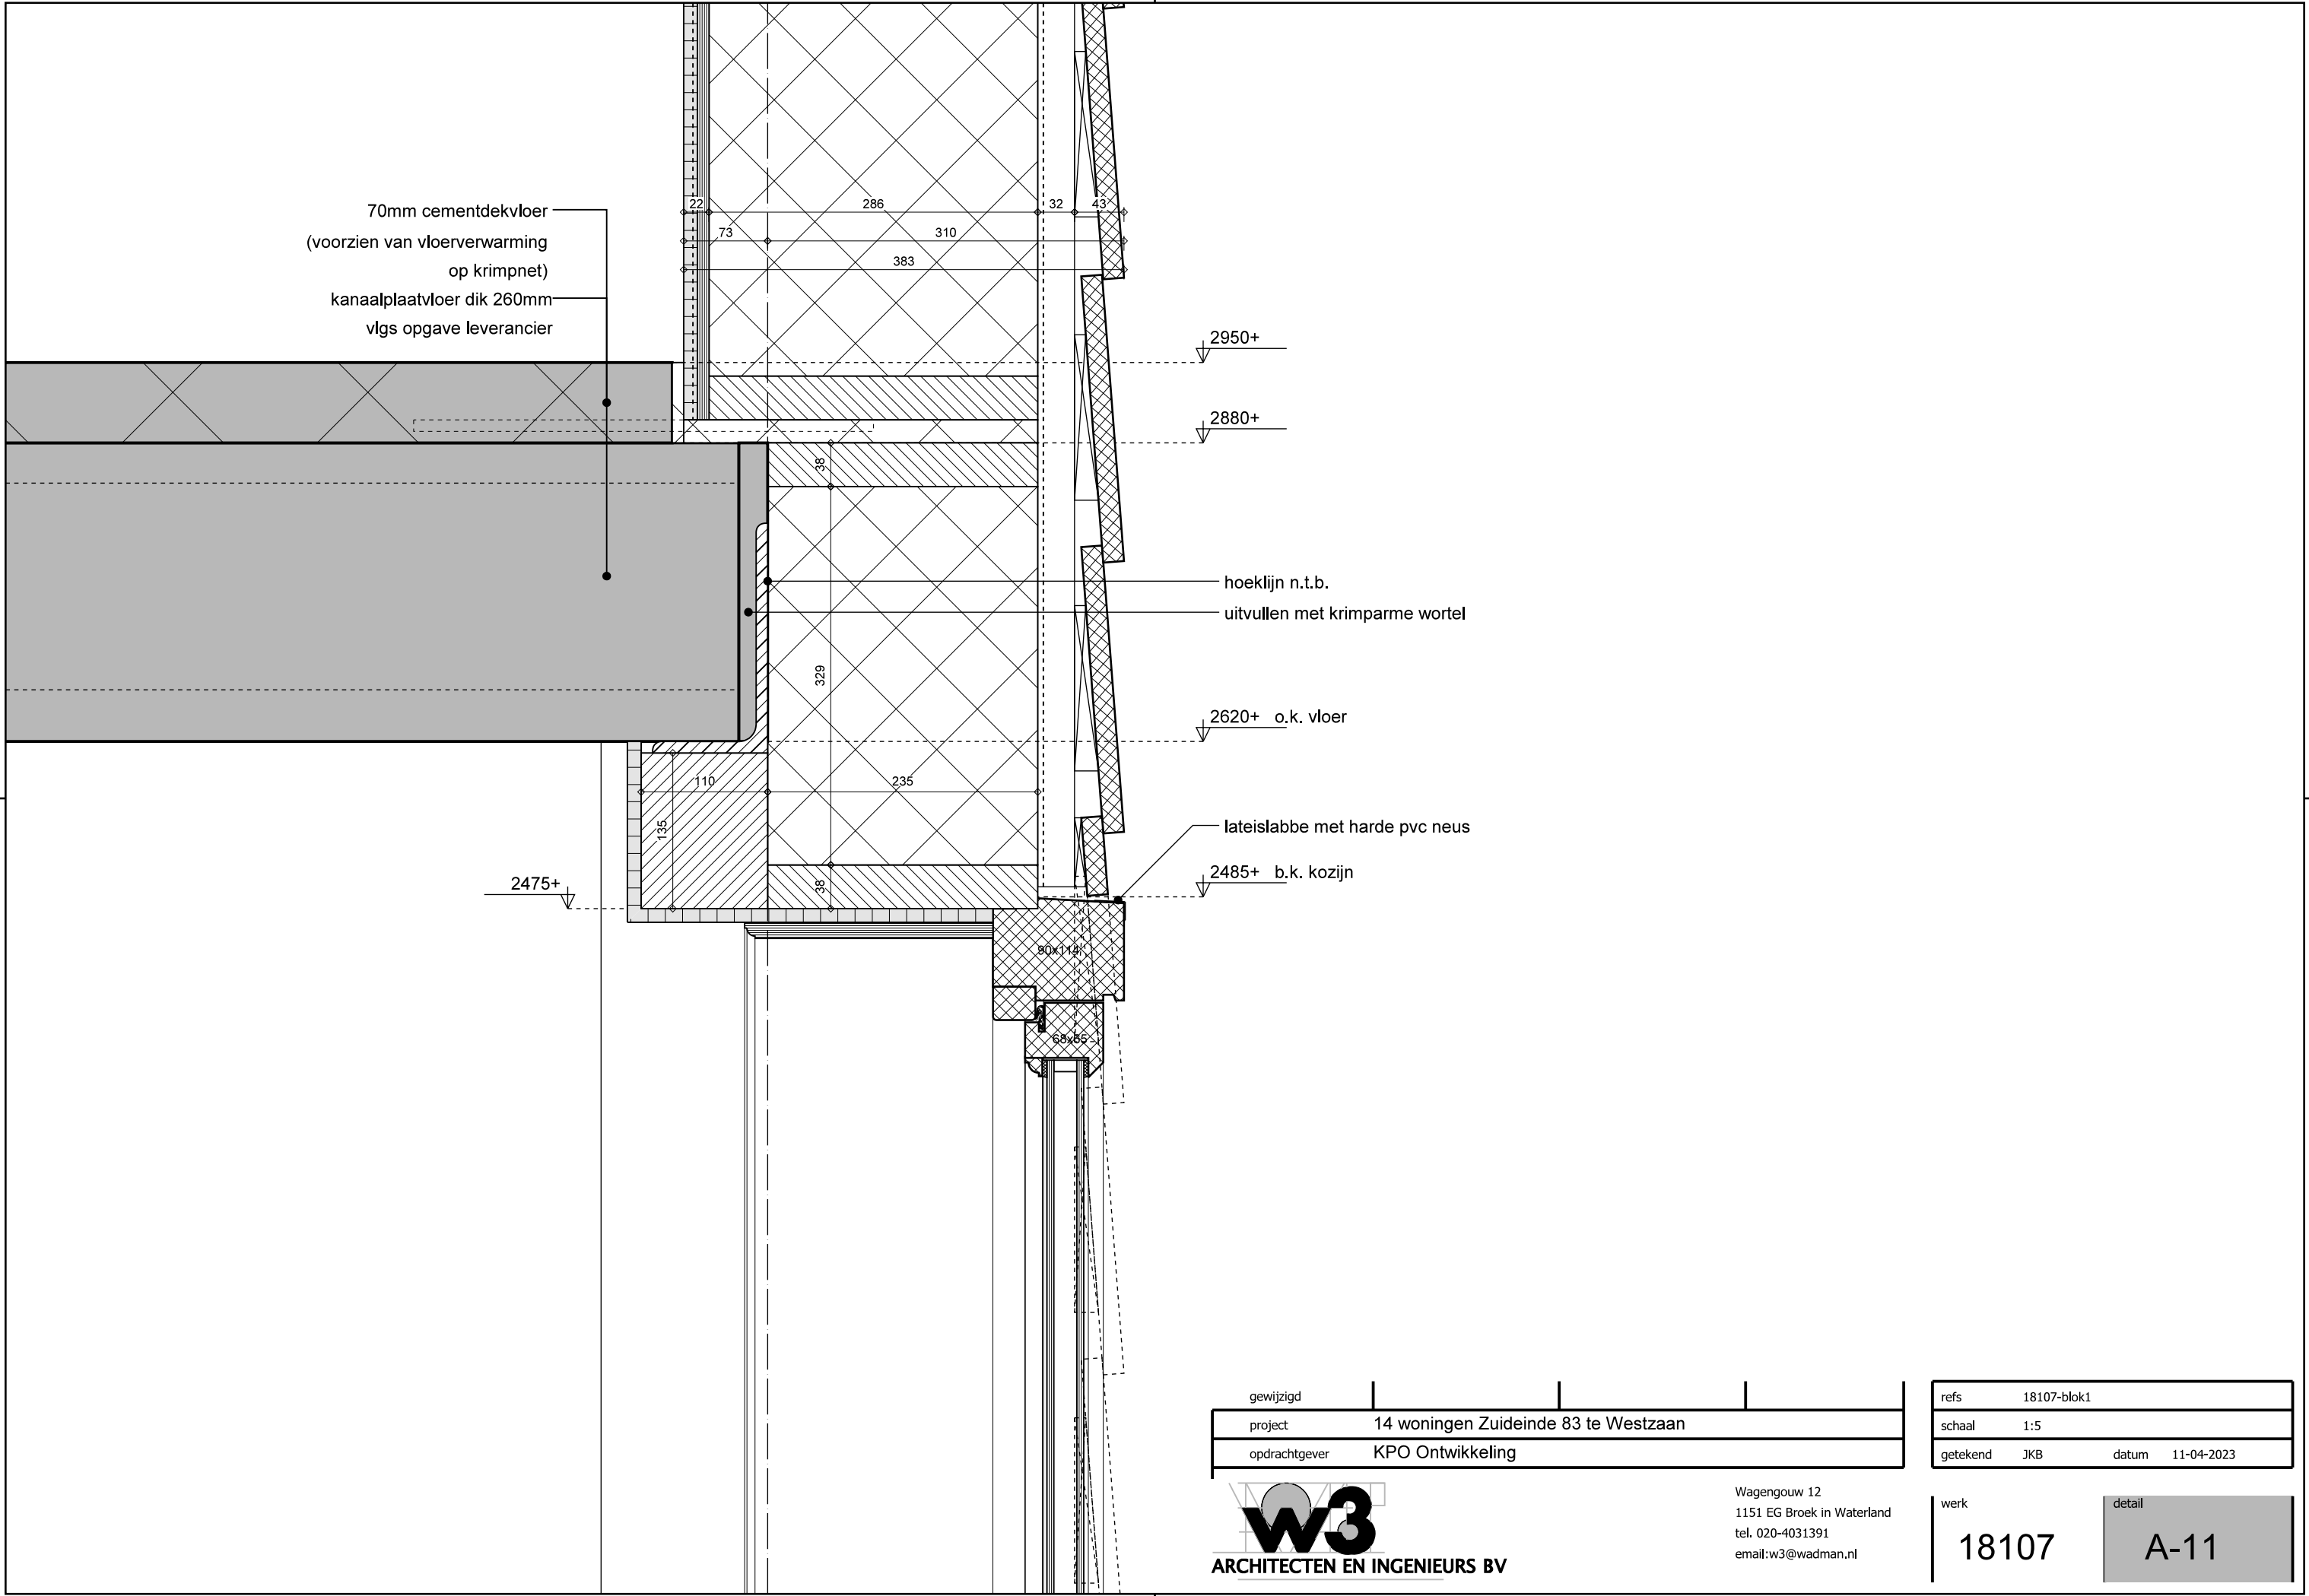 70mm cementdekvloer
(voorzien van vloerverwarming
op krimpnet)
kanaalplaatvloer dik 260mm
vlgs opgave leverancier
22
286
32
43
73
310
383
2950+
2880+
38
hoeklijn n.t.b.
uitvullen met krimparme wortel
329
2620+ o.k. vloer
110
235
135
lateislabbe met harde pvc neus
2485+ b.k. kozijn
2475+
38
90x114
68x65
gewijzigd
project 14 woningen Zuideinde 83 te Westzaan
opdrachtgever KPO Ontwikkeling
refs 18107-blok1
schaal 1:5
getekend JKB datum 11-04-2023
w3
ARCHITECTEN EN INGENIEURS BV
Wagengouw 12
1151 EG Broek in Waterland
tel. 020-4031391
email:w3@wadman.nl
werk
18107
detail
A-11